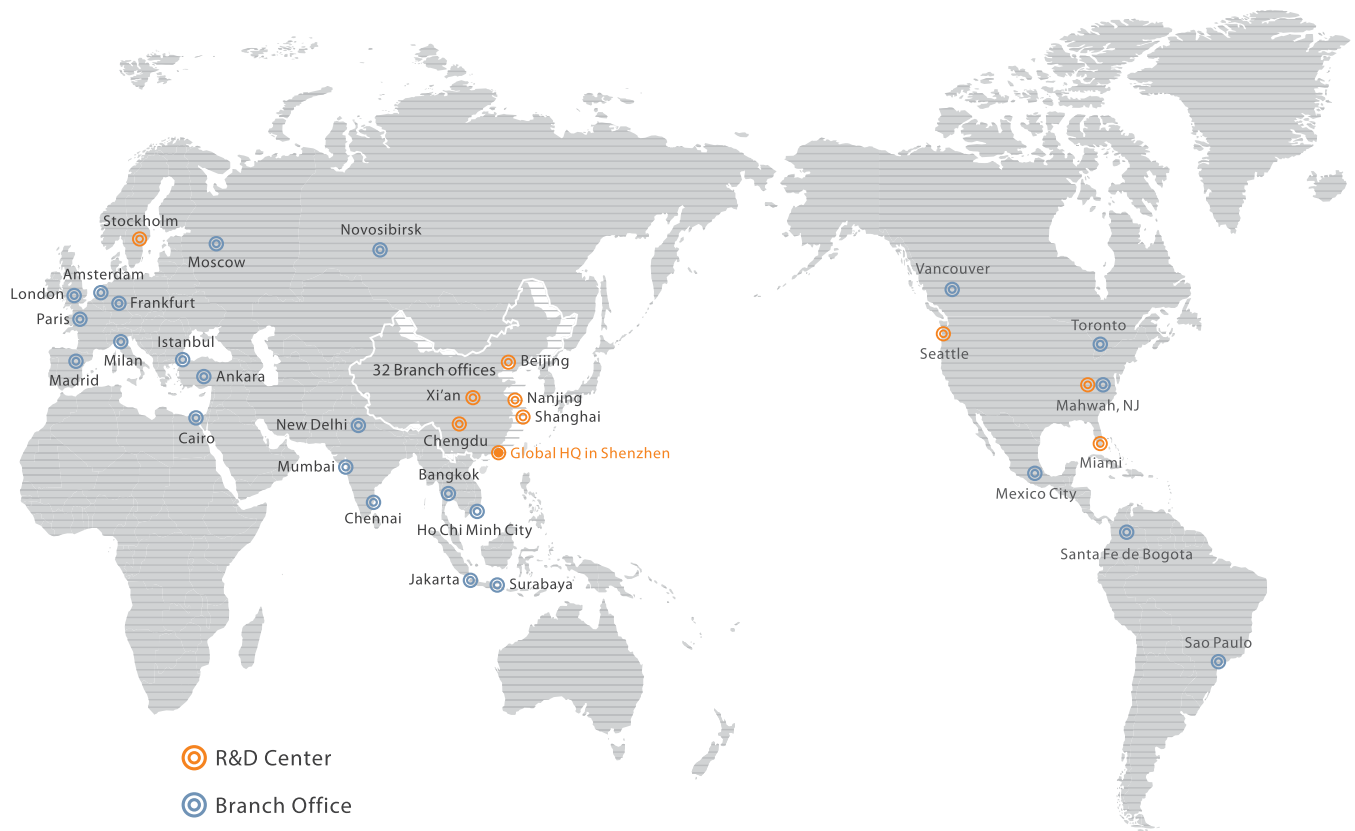 Stockholm
Novosibirsk
Moscow
Amsterdam
London
Frankfurt
Paris
Istanbul
Milan
Madrid
Ankara
Cairo
32 Branch offices
Beijing
Xi’an
Nanjing
Shanghai
New Delhi
Chengdu
Global HQ in Shenzhen
Mumbai
Bangkok
Chennai
Ho Chi Minh City
Jakarta
Surabaya
Vancouver
Toronto
Seattle
Mahwah, NJ
Miami
Mexico City
Santa Fe de Bogota
Sao Paulo
R&D Center
Branch Office